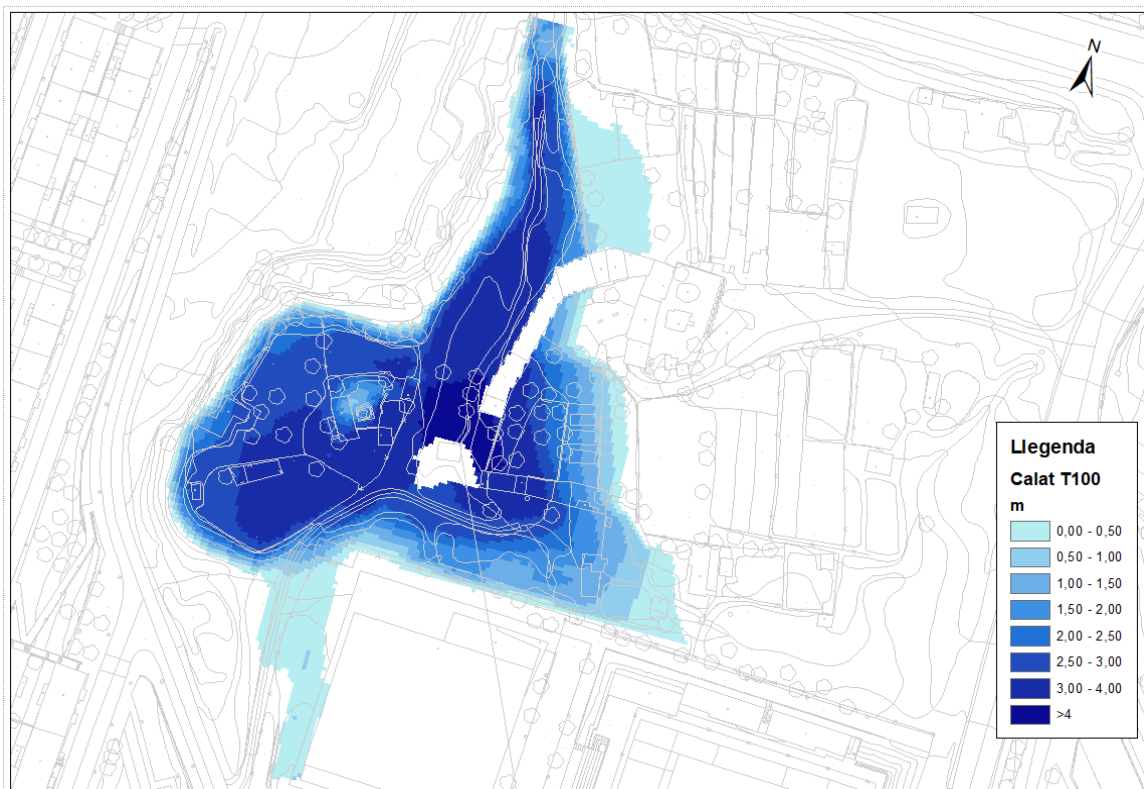 N
Llegenda
Calat T100
m
0,00 - 0,50
0,50 - 1,00
1,00 - 1,50
1,50 - 2,00
2,00 - 2,50
2,50 - 3,00
3,00 - 4,00
>4